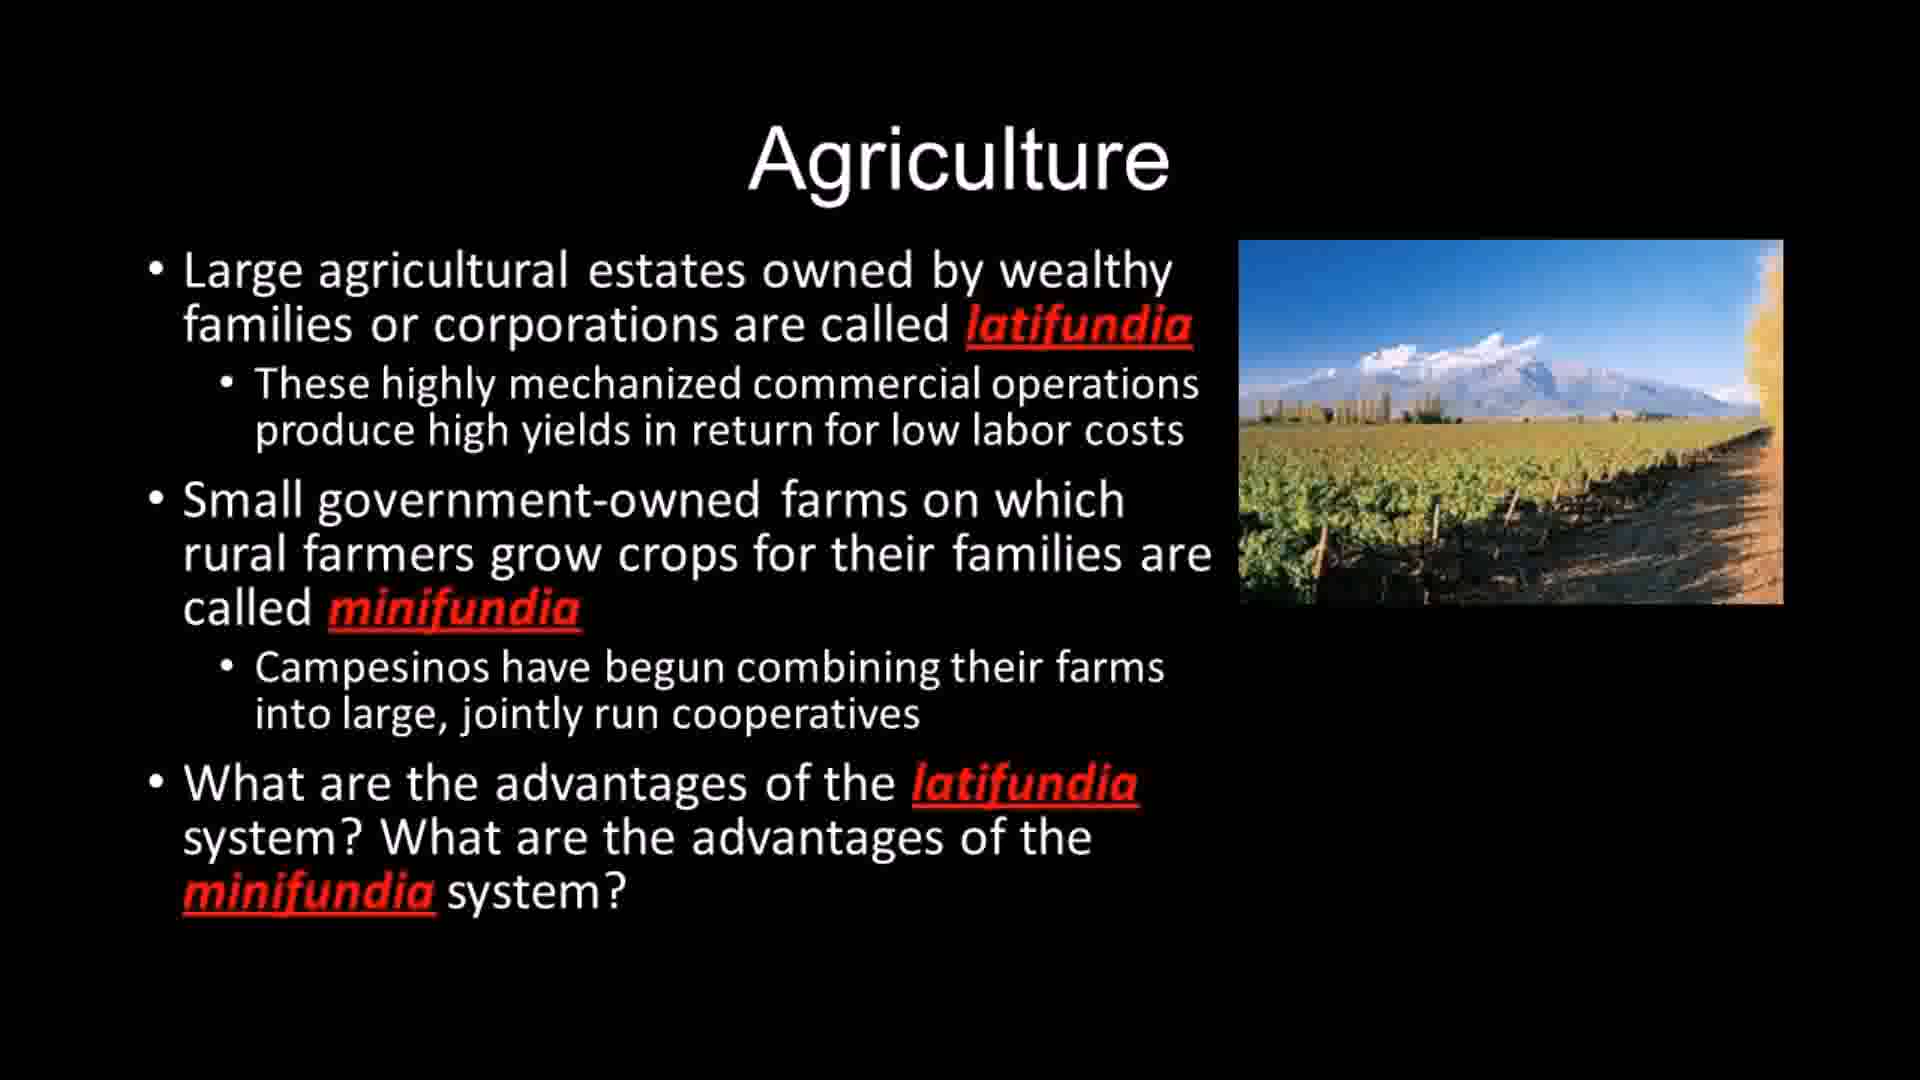 Agriculture
• Large agricultural estates owned by wealthy
families or corporations are called latifundia
• These highly mechanized commercial operations
produce high yields in return for low labor costs
• Small government-owned farms on which
rural farmers grow crops for their families are
called minifundia
• Campesinos have begun combining their farms
into large, jointly run cooperatives
• What are the advantages of the latifundia
system? What are the advantages of the
minifundia system?